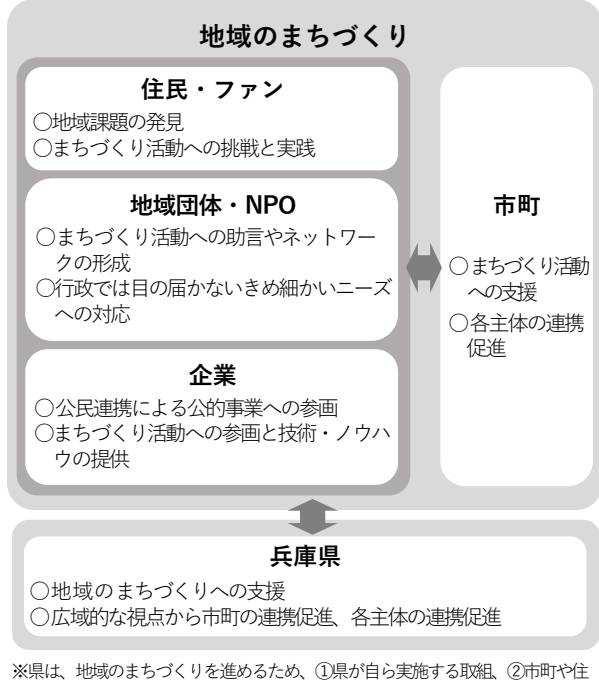 地域のまちづくり
住民・ファン
○地域課題の発見
○まちづくり活動への挑戦と実践
地域団体・NPO
○まちづくり活動への助言やネットワー
クの形成
○行政では目の届かないきめ細かいニーズ
への対応
企業
○公民連携による公的事業への参画
○まちづくり活動への参画と技術・ノウハ
ウの提供
市町
○まちづくり活動
への支援
○各主体の連携
促進
兵庫県
○地域のまちづくりへの支援
○広域的な視点から市町の連携促進、各主体の連携促進
※県は、地域のまちづくりを進めるため、①県が自ら実施する取組、②市町や住